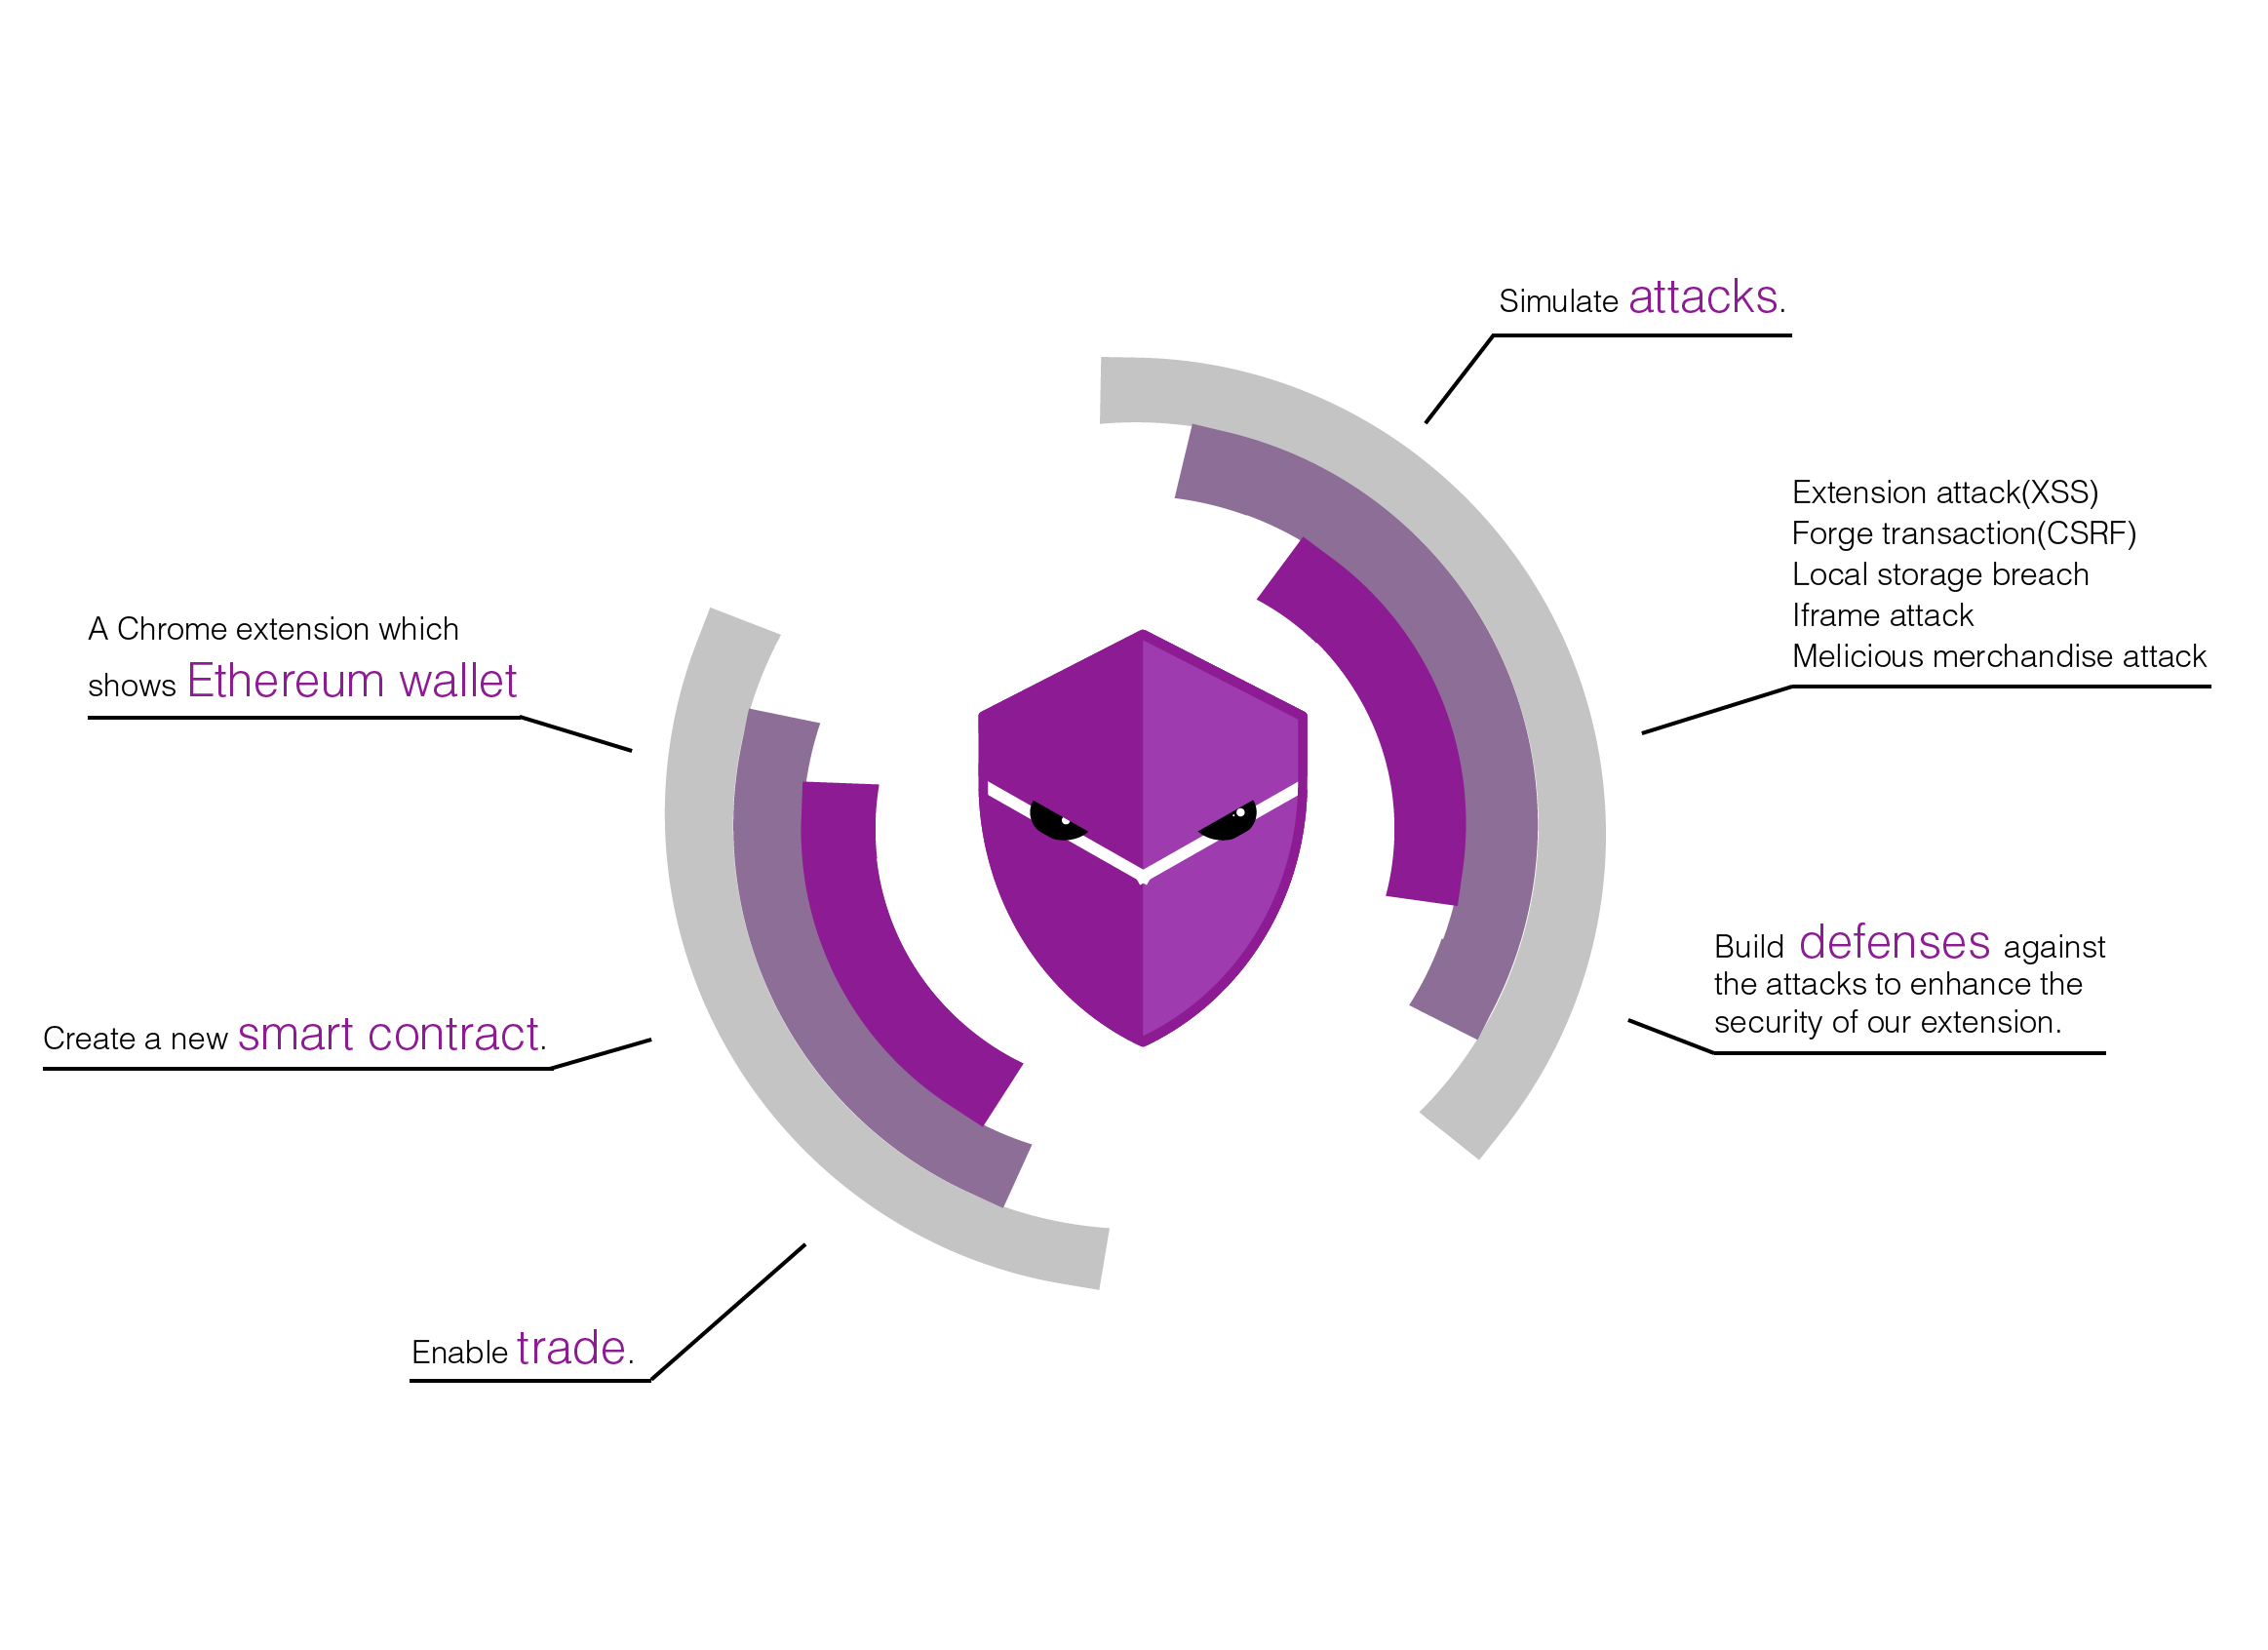 A Chrome extension which
shows Ethereum wallet
Create a new smart contract.
Enable trade.
Simulate attacks.
Extension attack(XSS)
Forge transaction(CSRF)
Local storage breach
Iframe attack
Melicious merchandise attack
Build defenses against
the attacks to enhance the
security of our extension.